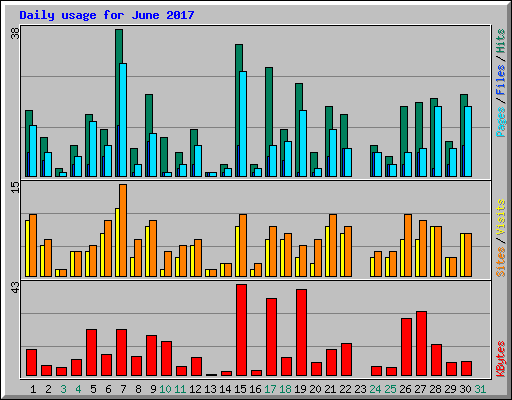 Daily usage for June 2017
38
Pages / Files / Hits
15
Sites / Visits
43
KBytes
1 2 3 4 5 6 7 8 9 10 11 12 13 14 15 16 17 18 19 20 21 22 23 24 25 26 27 28 29 30 31